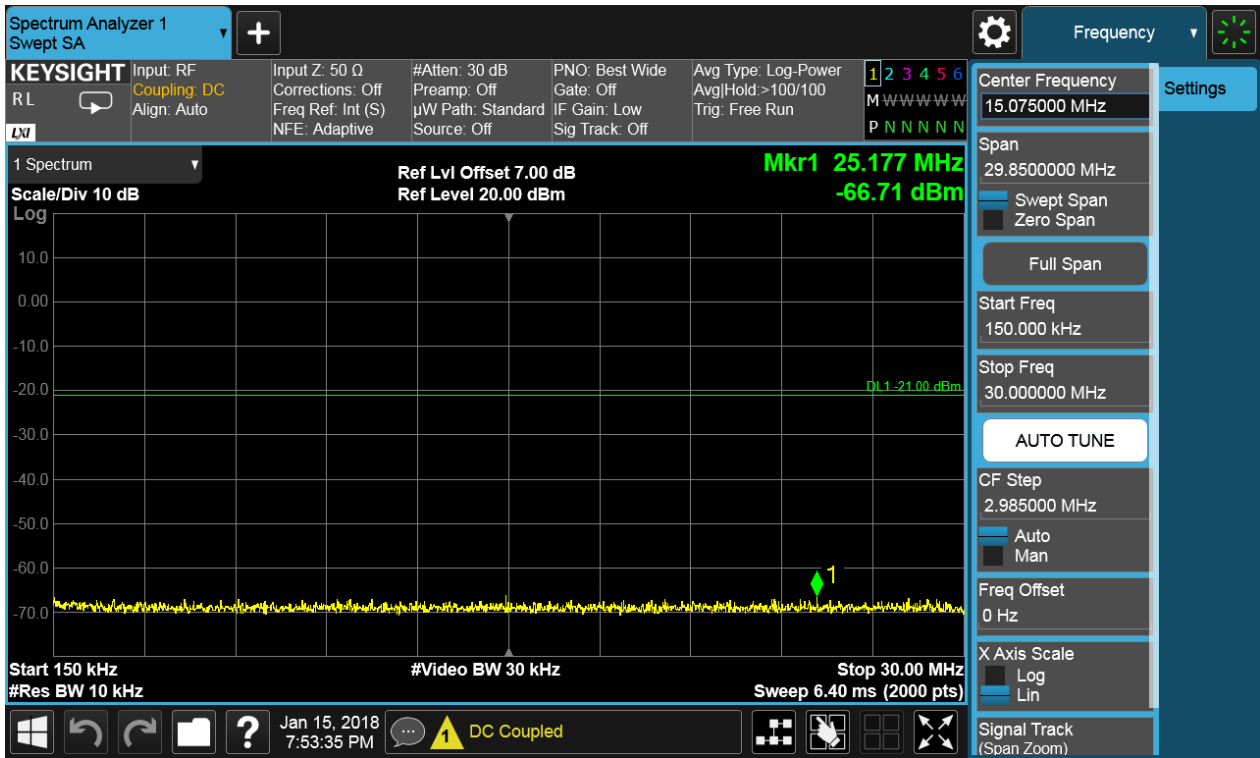 Spectrum Analyzer 1
Swept SA
+
Frequency
KEYSIGHT
R L
LXI
Input: RF
Coupling: DC
Align: Auto
Input Z: 50 Ω
Corrections: Off
Freq Ref: Int (S)
NFE: Adaptive
#Atten: 30 dB
Preamp: Off
µW Path: Standard
Source: Off
PNO: Best Wide
Gate: Off
IF Gain: Low
Sig Track: Off
Avg Type: Log-Power
Avg|Hold:>100/100
Trig: Free Run
1 2 3 4 5 6
M W W W W W
P N N N N N
1 Spectrum
Scale/Div 10 dB
Ref Lvl Offset 7.00 dB
Ref Level 20.00 dBm
Mkr1 25.177 MHz
-66.71 dBm
Log
10.0
0.00
-10.0
-20.0
DL1 -21.00 dBm
-30.0
-40.0
-50.0
-60.0
1
-70.0
Start 150 kHz
#Video BW 30 kHz
Stop 30.00 MHz
#Res BW 10 kHz
Sweep 6.40 ms (2000 pts)
Center Frequency
15.075000 MHz
Settings
Span
29.8500000 MHz
Swept Span
Zero Span
Full Span
Start Freq
150.000 kHz
Stop Freq
30.000000 MHz
AUTO TUNE
CF Step
2.985000 MHz
Auto
Man
Freq Offset
0 Hz
X Axis Scale
Log
Lin
Signal Track
(Span Zoom)
?
Jan 15, 2018
7:53:35 PM
1
DC Coupled